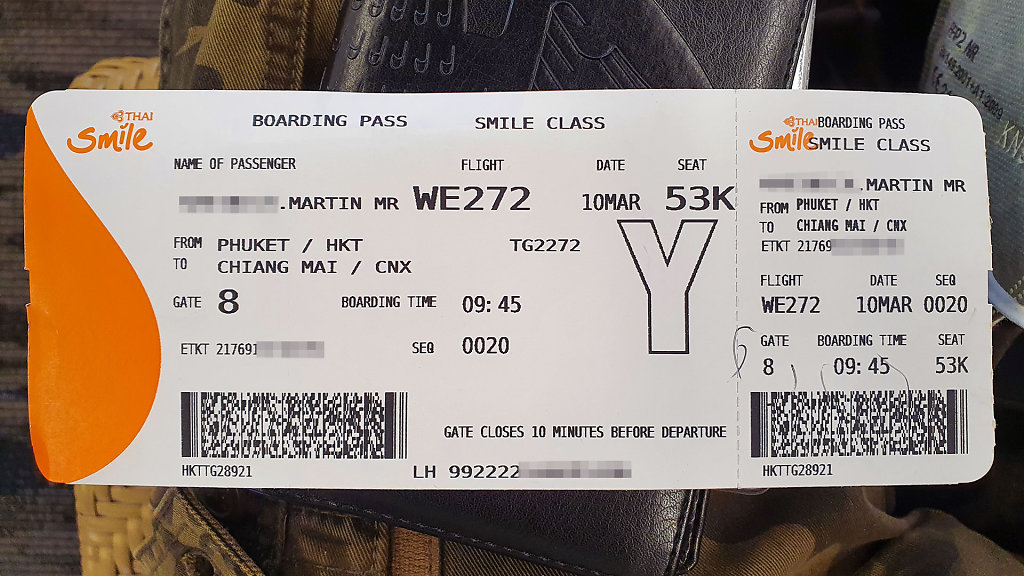 THAI
Smile
BOARDING PASS SMILE CLASS
NAME OF PASSENGER FLIGHT DATE SEAT
.MARTIN MR WE272 10MAR 53K
FROM PHUKET / HKT TG2272
TO CHIANG MAI / CNX
Y
GATE 8 BOARDING TIME 09:45
ETKT 217691
SEQ 0020
GATE CLOSES 10 MINUTES BEFORE DEPARTURE
HKTTG28921
LH 992222
THAI
Smile
BOARDING PASS
SMILE CLASS
.MARTIN MR
FROM PHUKET / HKT
TO CHIANG MAI / CNX
ETKT 21769
FLIGHT DATE SEQ
WE272 10MAR 0020
GATE BOARDING TIME SEAT
8 09:45 53K
HKTTG28921
FFP2 NR